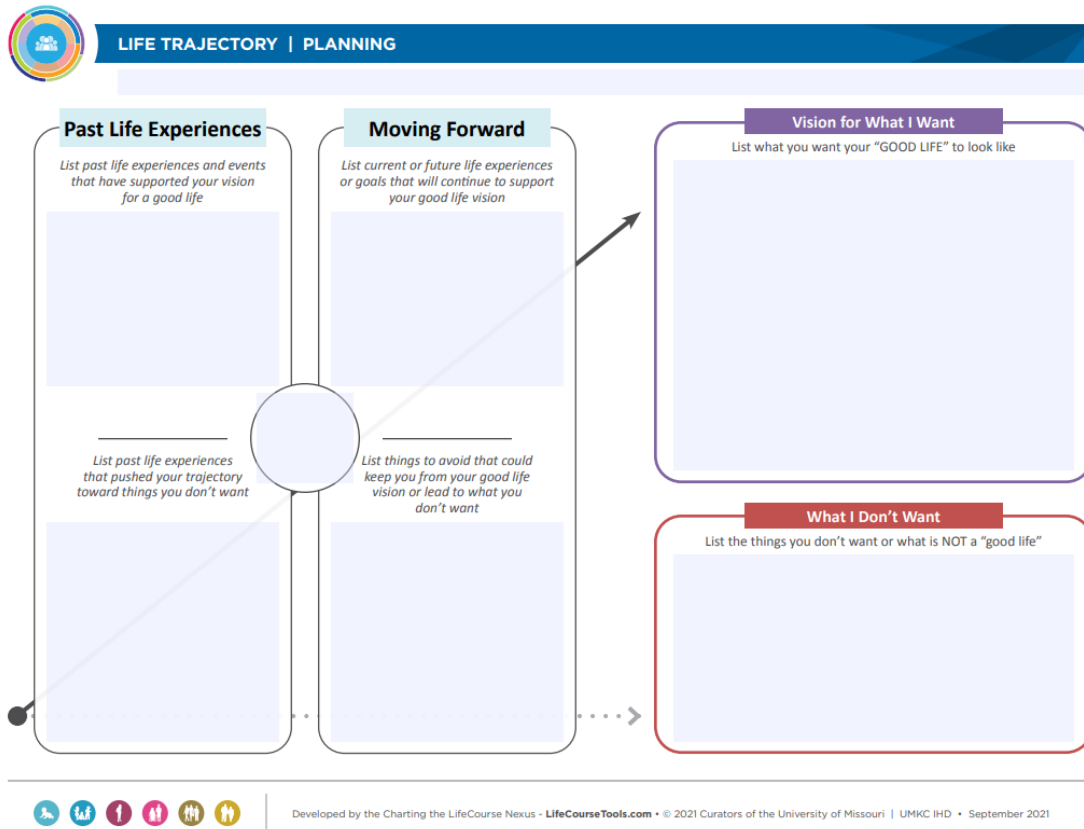 LIFE TRAJECTORY | PLANNING
Past Life Experiences
List past life experiences and events
that have supported your vision
for a good life
List past life experiences
that pushed your trajectory
toward things you don't want
Moving Forward
List current or future life experiences
or goals that will continue to support
your good life vision
List things to avoid that could
keep you from your good life
vision or lead to what you
don't want
Vision for What I Want
List what you want your “GOOD LIFE” to look like
What I Don't Want
List the things you don't want or what is NOT a “good life”
Developed by the Charting the LifeCourse Nexus - LifeCourseTools.com • © 2021 Curators of the University of Missouri | UMKC IHD • September 2021